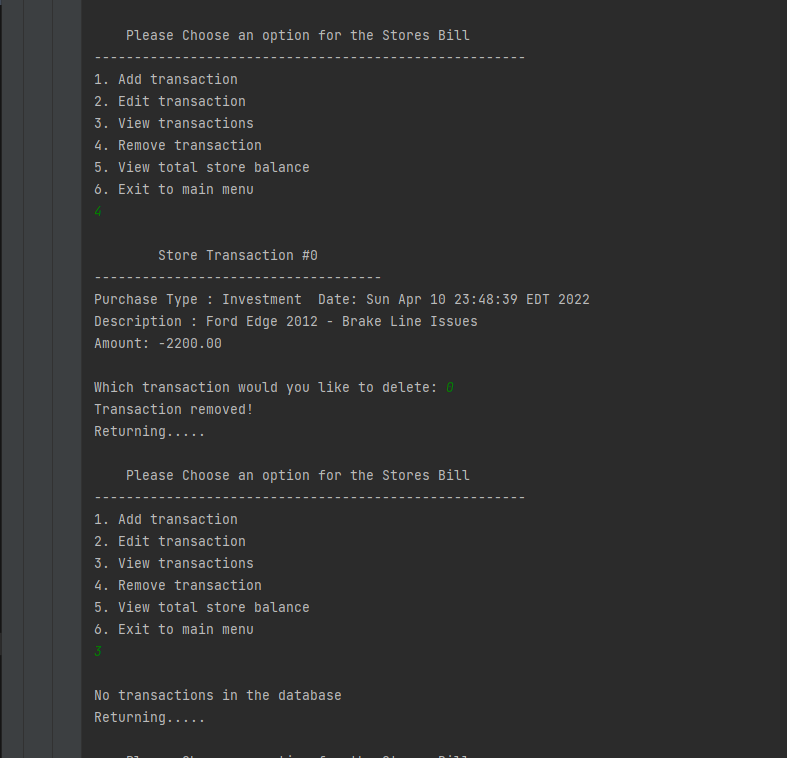 Please Choose an option for the Stores Bill
------------------------------------------------------
1. Add transaction
2. Edit transaction
3. View transactions
4. Remove transaction
5. View total store balance
6. Exit to main menu
4
Store Transaction #0
------------------------------------
Purchase Type : Investment  Date: Sun Apr 10 23:48:39 EDT 2022
Description : Ford Edge 2012 - Brake Line Issues
Amount: -2200.00
Which transaction would you like to delete: 0
Transaction removed!
Returning.....
Please Choose an option for the Stores Bill
------------------------------------------------------
1. Add transaction
2. Edit transaction
3. View transactions
4. Remove transaction
5. View total store balance
6. Exit to main menu
3
No transactions in the database
Returning.....